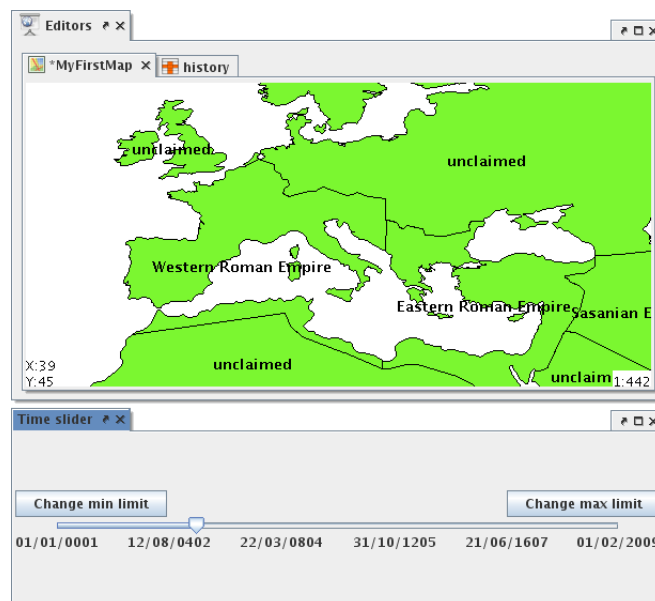 Editors
*MyFirstMap
history
unclaimed
unclaimed
Western Roman Empire
Eastern Roman Empire
Sasanian E
unclaimed
unclaim
X:39
Y:45
1:442
Time slider
Change min limit
Change max limit
01/01/0001 12/08/0402 22/03/0804 31/10/1205 21/06/1607 01/02/2009